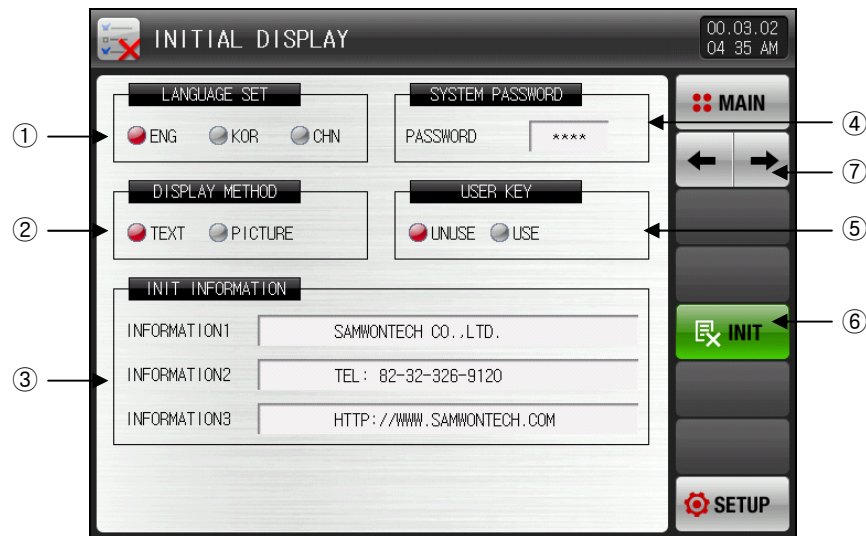 INITIAL DISPLAY
00.03.02
04 35 AM
LANGUAGE SET
① ENG KOR CHN
SYSTEM PASSWORD
PASSWORD ****
④
MAIN
⑦
DISPLAY METHOD
② TEXT PICTURE
USER KEY
UNUSE USE
⑤
INIT INFORMATION
INFORMATION1 SAMWONTECH CO.,LTD.
③ INFORMATION2 TEL: 82-32-326-9120
INFORMATION3 HTTP://WWW.SAMWONTECH.COM
INIT
⑥
SETUP